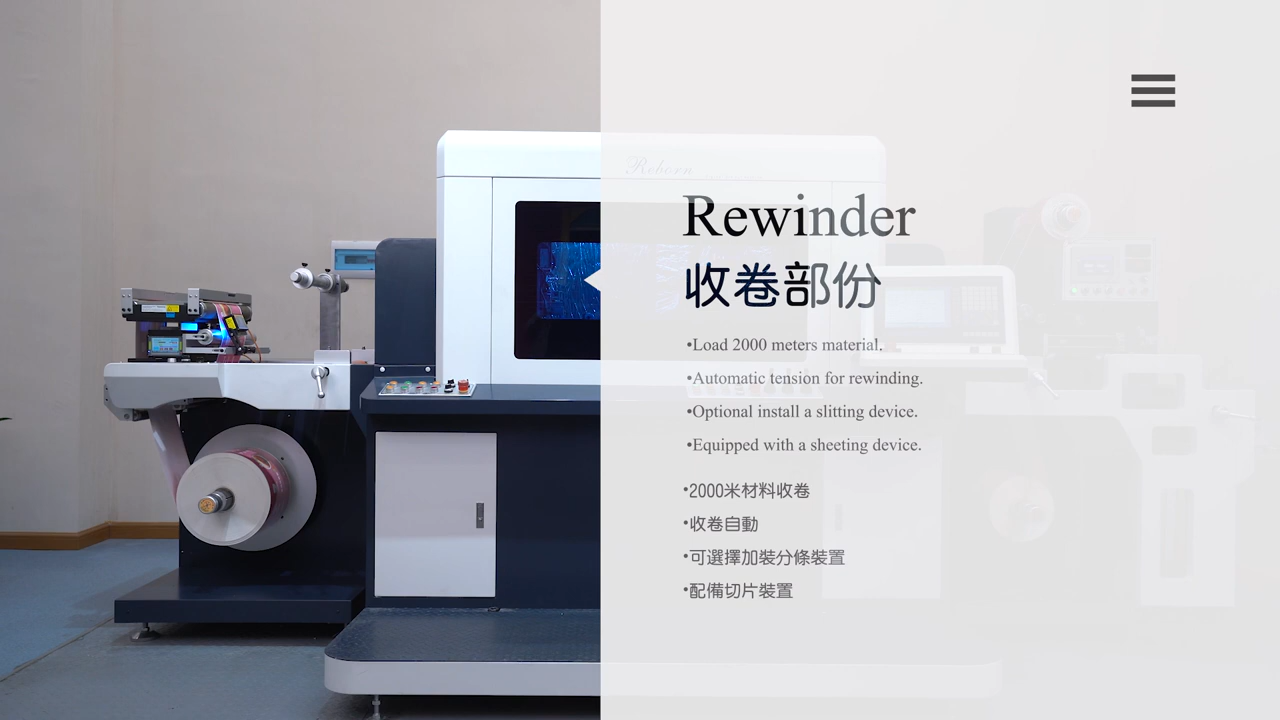 Reborn
Rewinder
收卷部份
•Load 2000 meters material.
•Automatic tension for rewinding.
•Optional install a slitting device.
•Equipped with a sheeting device.
•2000米材料收卷
•收卷自動
•可選擇加裝分條裝置
•配備切片裝置